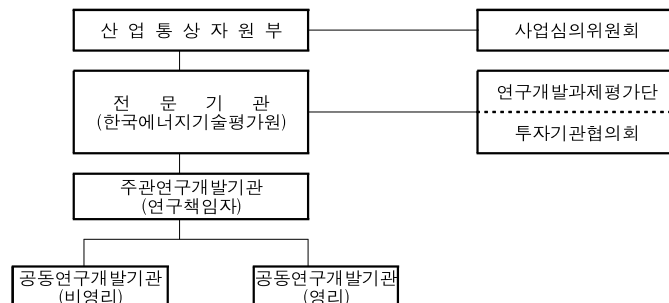 산 업 통 상 자 원 부
사업심의위원회
전 문 기 관
(한국에너지기술평가원)
연구개발과제평가단
투자기관협의회
주관연구개발기관
(연구책임자)
공동연구개발기관
(비영리)
공동연구개발기관
(영리)